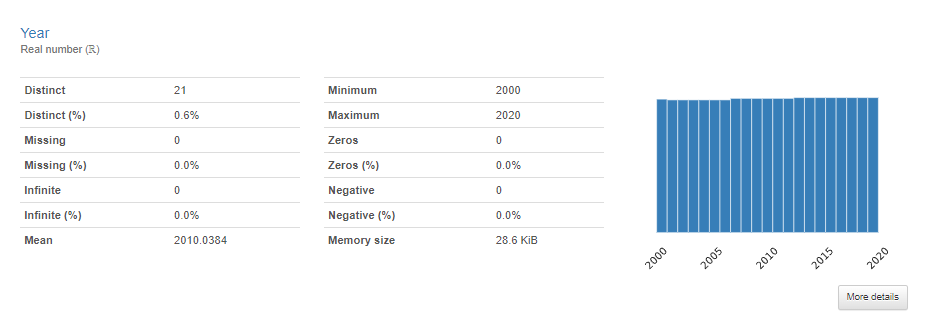 Year
Real number (ℝ)
Distinct 21
Distinct (%) 0.6%
Missing 0
Missing (%) 0.0%
Infinite 0
Infinite (%) 0.0%
Mean 2010.0384
Minimum 2000
Maximum 2020
Zeros 0
Zeros (%) 0.0%
Negative 0
Negative (%) 0.0%
Memory size 28.6 KiB
2000 2005 2010 2015 2020
More details